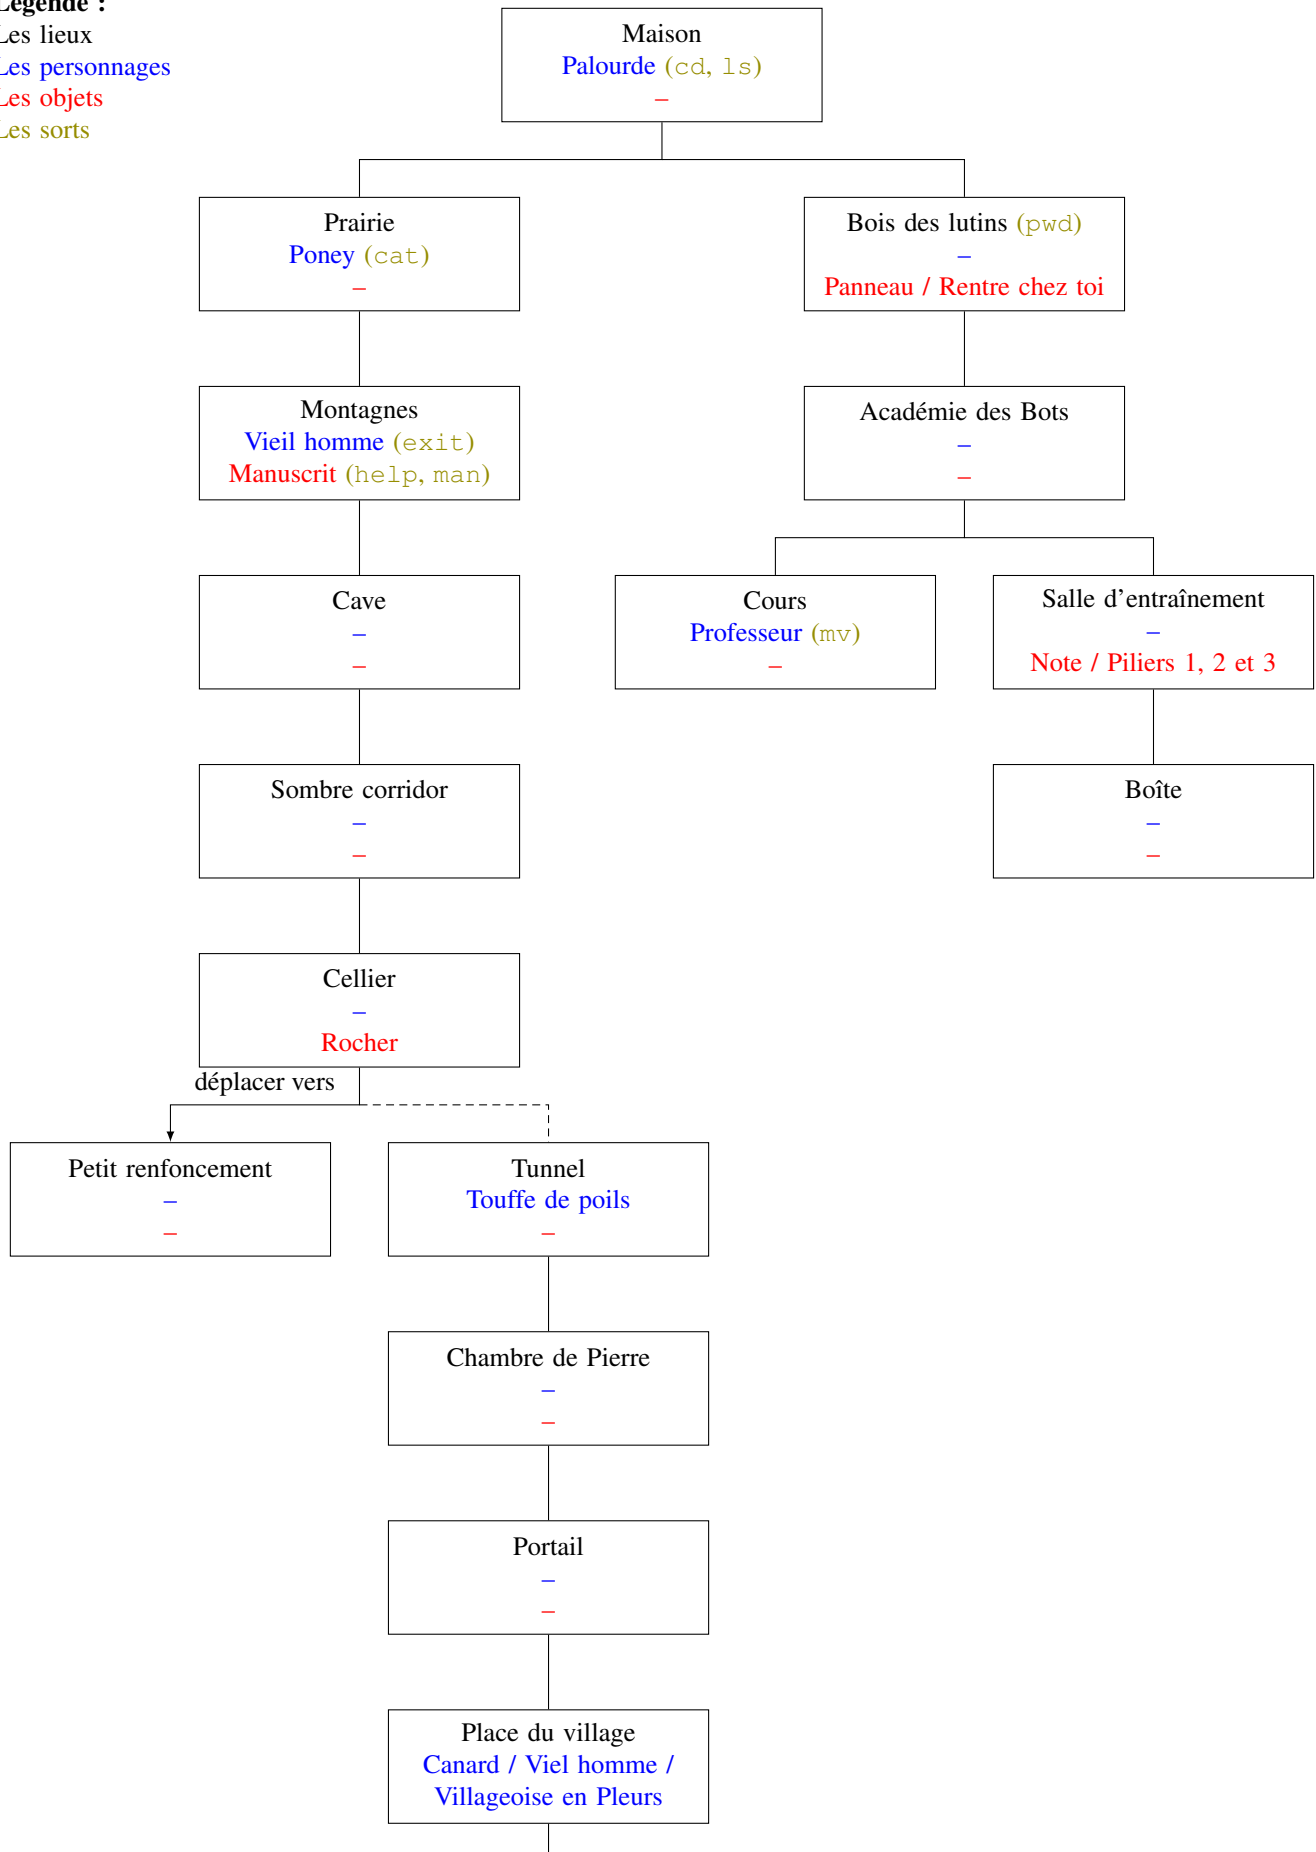 Légende :
Les lieux
Les personnages
Les objets
Les sorts
Maison
Palourde (cd, ls)
–
Prairie
Poney (cat)
–
Bois des lutins (pwd)
–
Panneau / Rentre chez toi
Montagnes
Vieil homme (exit)
Manuscrit (help, man)
Académie des Bots
–
–
Cave
–
–
Cours
Professeur (mv)
–
Salle d'entraînement
–
Note / Piliers 1, 2 et 3
Sombre corridor
–
–
Boîte
–
–
Cellier
–
Rocher
déplacer vers
Petit renfoncement
–
–
Tunnel
Touffe de poils
–
Chambre de Pierre
–
–
Portail
–
–
Place du village
Canard / Viel homme /
Villageoise en Pleurs